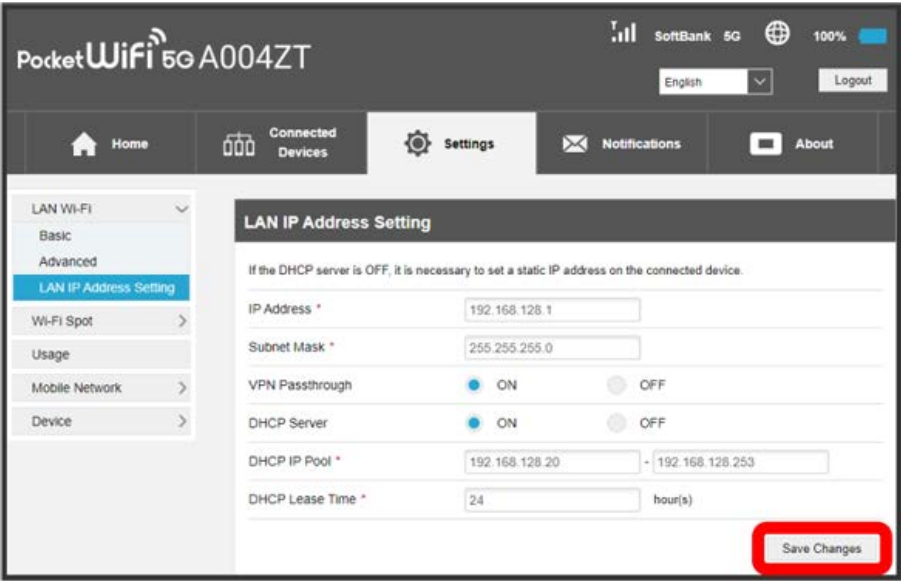 Pocket WiFi 5G A004ZT
SoftBank 5G 100%
English
Logout
Home
Connected Devices
Settings
Notifications
About
LAN Wi-Fi
Basic
Advanced
LAN IP Address Setting
Wi-Fi Spot
Usage
Mobile Network
Device
LAN IP Address Setting
If the DHCP server is OFF, it is necessary to set a static IP address on the connected device.
IP Address * 192.168.128.1
Subnet Mask * 255.255.255.0
VPN Passthrough ON OFF
DHCP Server ON OFF
DHCP IP Pool * 192.168.128.20 - 192.168.128.253
DHCP Lease Time * 24 hour(s)
Save Changes